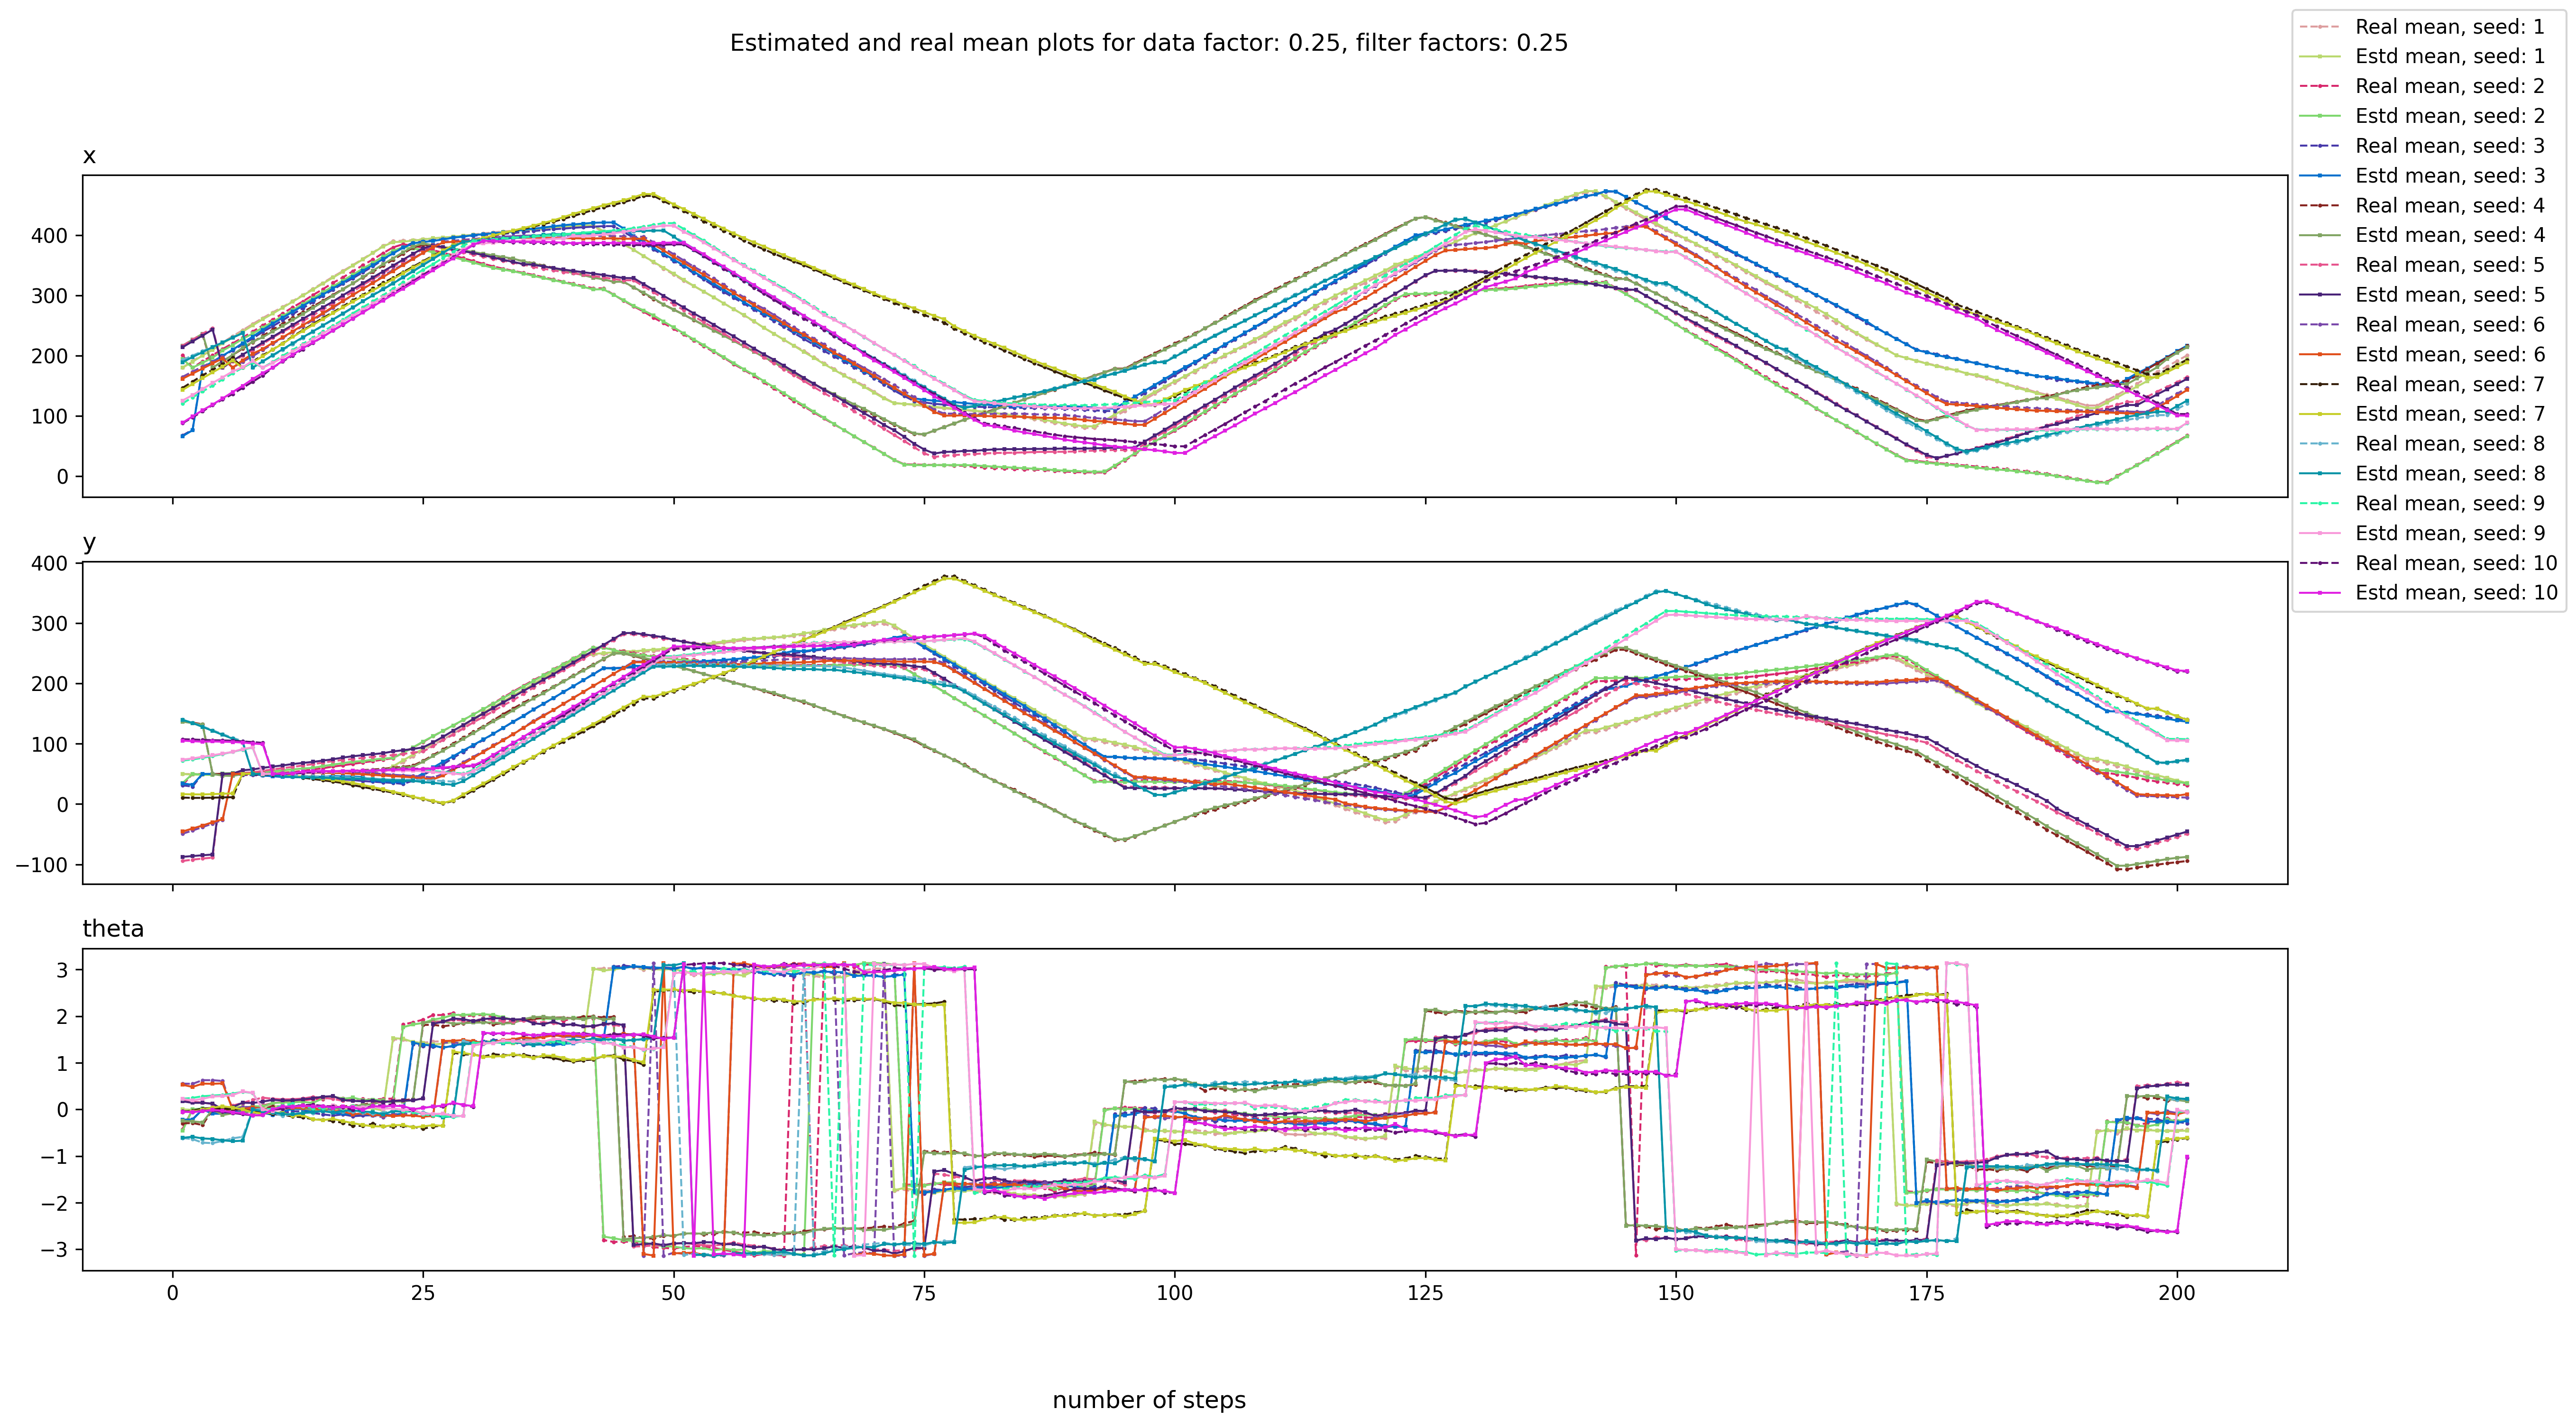 Estimated and real mean plots for data factor: 0.25, filter factors: 0.25
Real mean, seed: 1
Estd mean, seed: 1
Real mean, seed: 2
Estd mean, seed: 2
Real mean, seed: 3
Estd mean, seed: 3
Real mean, seed: 4
Estd mean, seed: 4
Real mean, seed: 5
Estd mean, seed: 5
Real mean, seed: 6
Estd mean, seed: 6
Real mean, seed: 7
Estd mean, seed: 7
Real mean, seed: 8
Estd mean, seed: 8
Real mean, seed: 9
Estd mean, seed: 9
Real mean, seed: 10
Estd mean, seed: 10
x
400
300
200
100
0
y
400
300
200
100
0
−100
theta
3
2
1
0
−1
−2
−3
0 25 50 75 100 125 150 175 200
number of steps